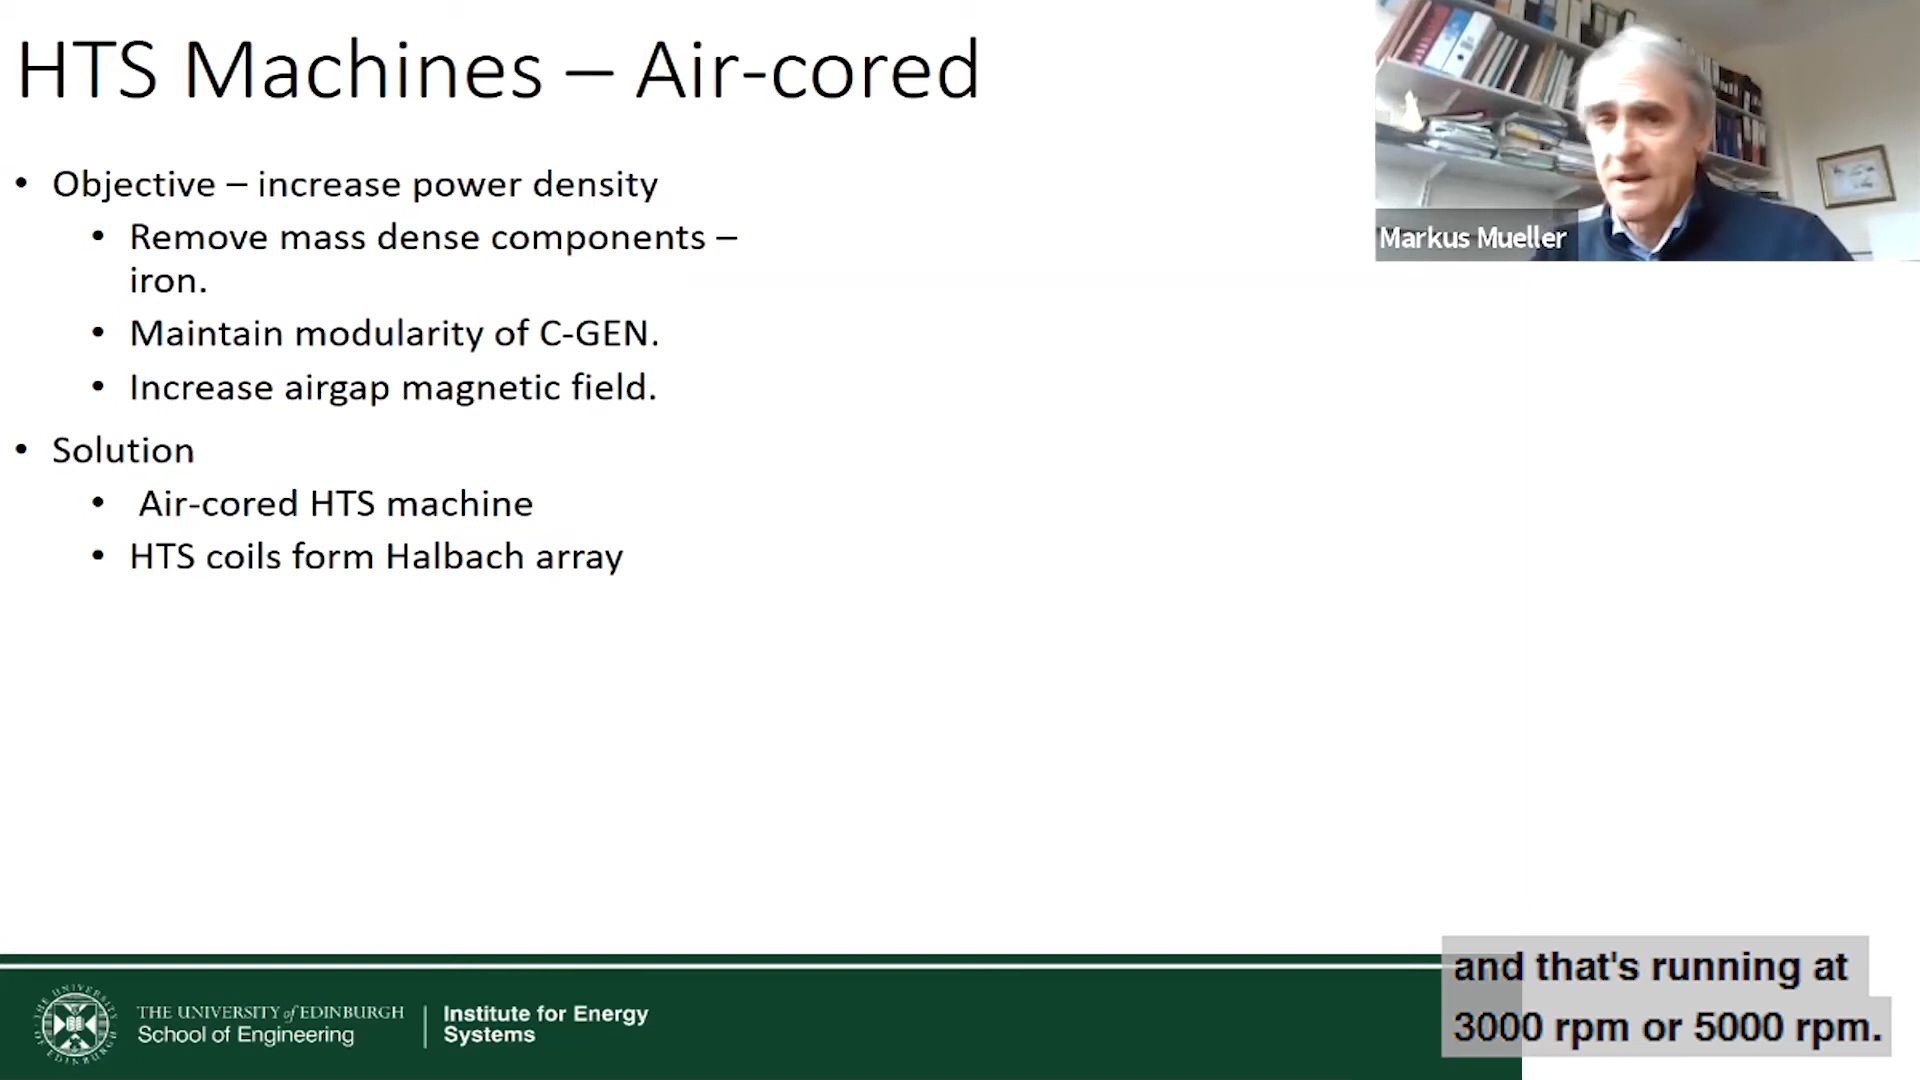 HTS Machines – Air-cored
• Objective – increase power density
• Remove mass dense components –
iron.
• Maintain modularity of C-GEN.
• Increase airgap magnetic field.
• Solution
• Air-cored HTS machine
• HTS coils form Halbach array
Markus Mueller
THE UNIVERSITY of EDINBURGH
School of Engineering
Institute for Energy
Systems
and that's running at
3000 rpm or 5000 rpm.